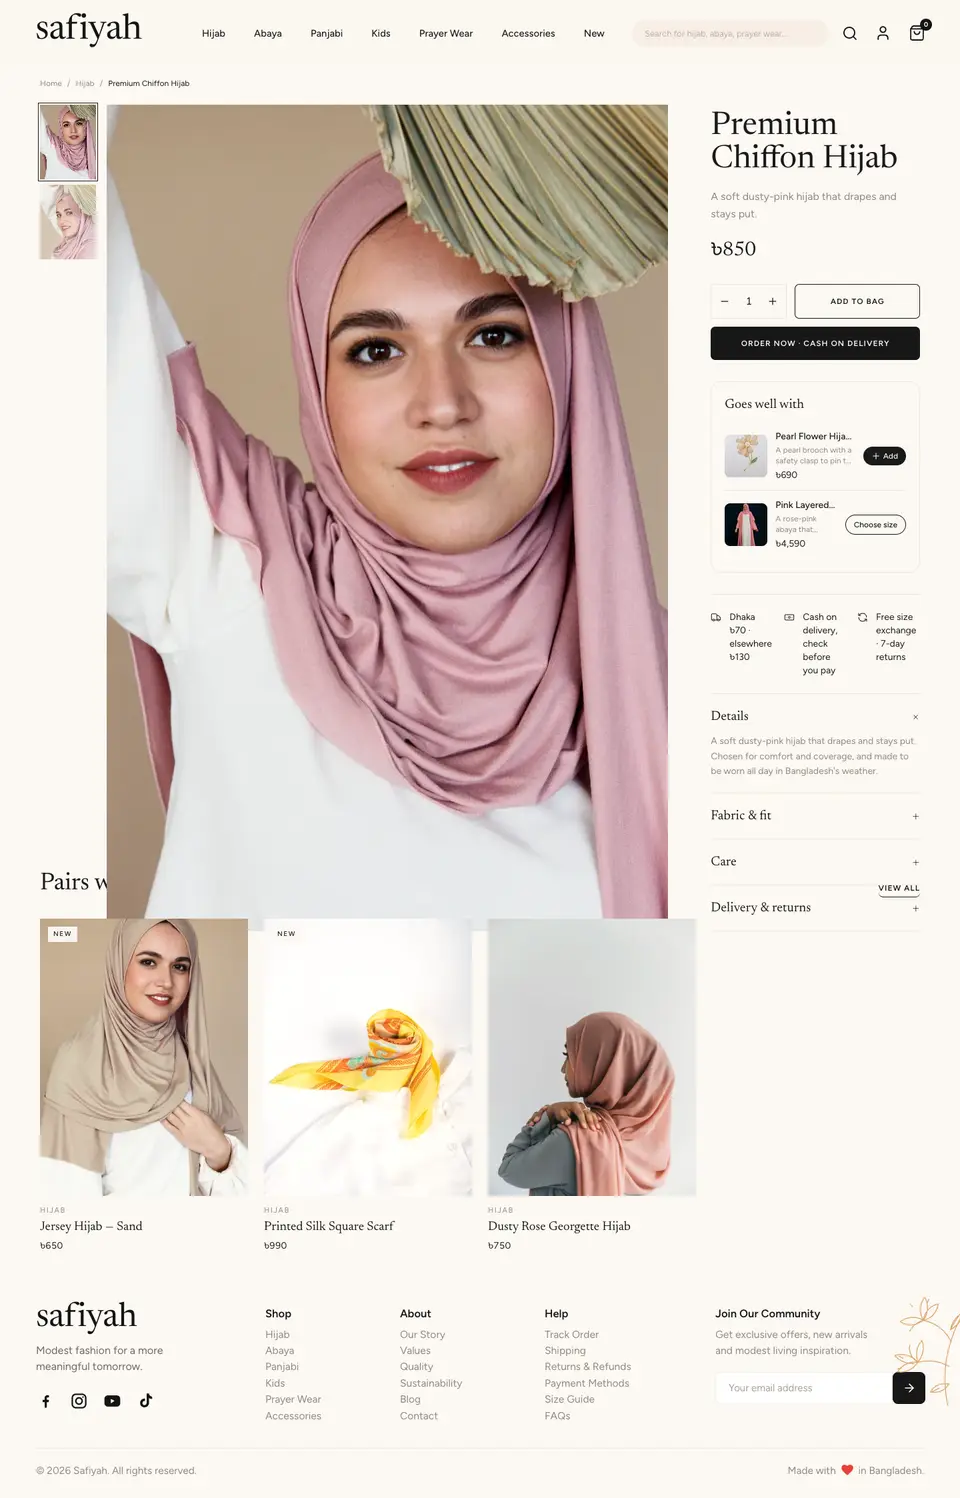 safiyah
Hijab Abaya Panjabi Kids Prayer Wear Accessories New
Search for hijab, abaya, prayer wear...
0
Home / Hijab / Premium Chiffon Hijab
Premium
Chiffon Hijab
A soft dusty-pink hijab that drapes and
stays put.
৳850
− 1 +
ADD TO BAG
ORDER NOW · CASH ON DELIVERY
Goes well with
Pearl Flower Hija...
A pearl brooch with a
safety clasp to pin t...
৳690
+ Add
Pink Layered...
A rose-pink
abaya that...
৳4,590
Choose size
Dhaka
৳70 ·
elsewhere
৳130
Cash on
delivery,
check
before
you pay
Free size
exchange
· 7-day
returns
Details ×
A soft dusty-pink hijab that drapes and stays put.
Chosen for comfort and coverage, and made to
be worn all day in Bangladesh's weather.
Fabric & fit +
Care +
Pairs w
VIEW ALL
Delivery & returns +
NEW
NEW
HIJAB
Jersey Hijab – Sand
৳650
HIJAB
Printed Silk Square Scarf
৳990
HIJAB
Dusty Rose Georgette Hijab
৳750
safiyah
Modest fashion for a more
meaningful tomorrow.
Shop
Hijab
Abaya
Panjabi
Kids
Prayer Wear
Accessories
About
Our Story
Values
Quality
Sustainability
Blog
Contact
Help
Track Order
Shipping
Returns & Refunds
Payment Methods
Size Guide
FAQs
Join Our Community
Get exclusive offers, new arrivals
and modest living inspiration.
Your email address
© 2026 Safiyah. All rights reserved.
Made with ❤️ in Bangladesh.